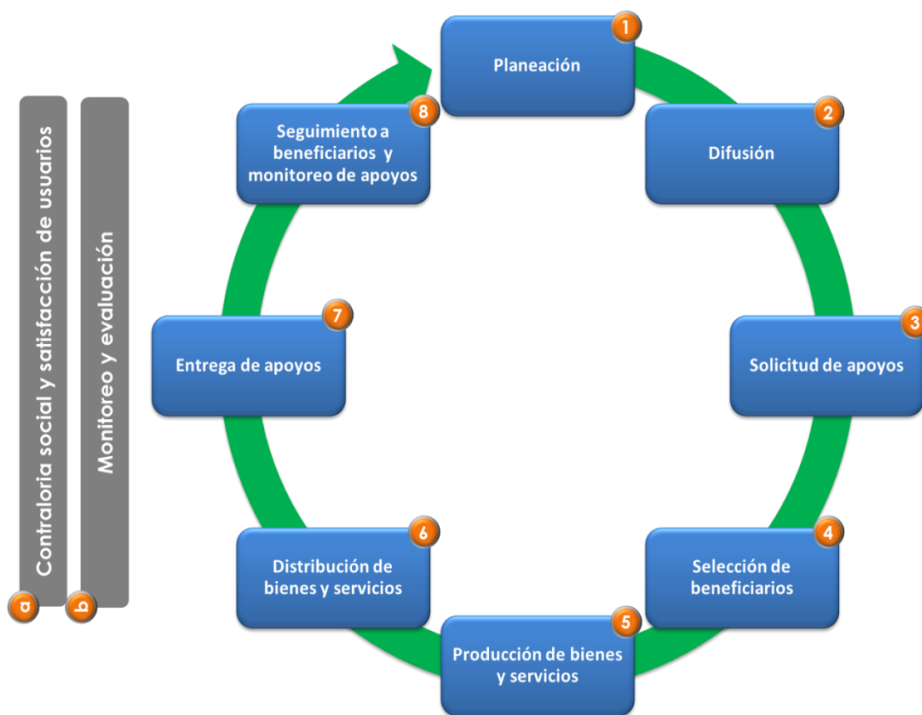 1
Planeación
2
Difusión
3
Solicitud de apoyos
4
Selección de
beneficiarios
5
Producción de bienes
y servicios
6
Distribución de
bienes y servicios
7
Entrega de apoyos
8
Seguimiento a
beneficiarios y
monitoreo de apoyos
a
Contraloria social y satisfacción de usuarios
b
Monitoreo y evaluación